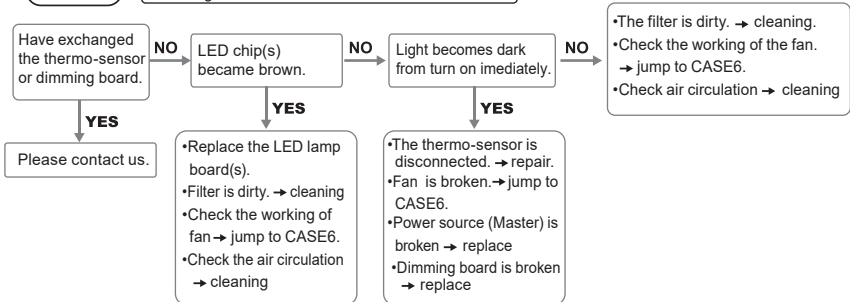 Have exchanged
the thermo-sensor
or dimming board.
NO
LED chip(s)
became brown.
NO
Light becomes dark
from turn on imediately.
NO
•The filter is dirty. → cleaning.
•Check the working of the fan.
→ jump to CASE6.
•Check air circulation → cleaning
YES
YES
YES
Please contact us.
•Replace the LED lamp
board(s).
•Filter is dirty. → cleaning
•Check the working of
fan → jump to CASE6.
•Check the air circulation
→ cleaning
•The thermo-sensor is
disconnected. → repair.
•Fan is broken.→ jump to
CASE6.
•Power source (Master) is
broken → replace
•Dimming board is broken
→ replace